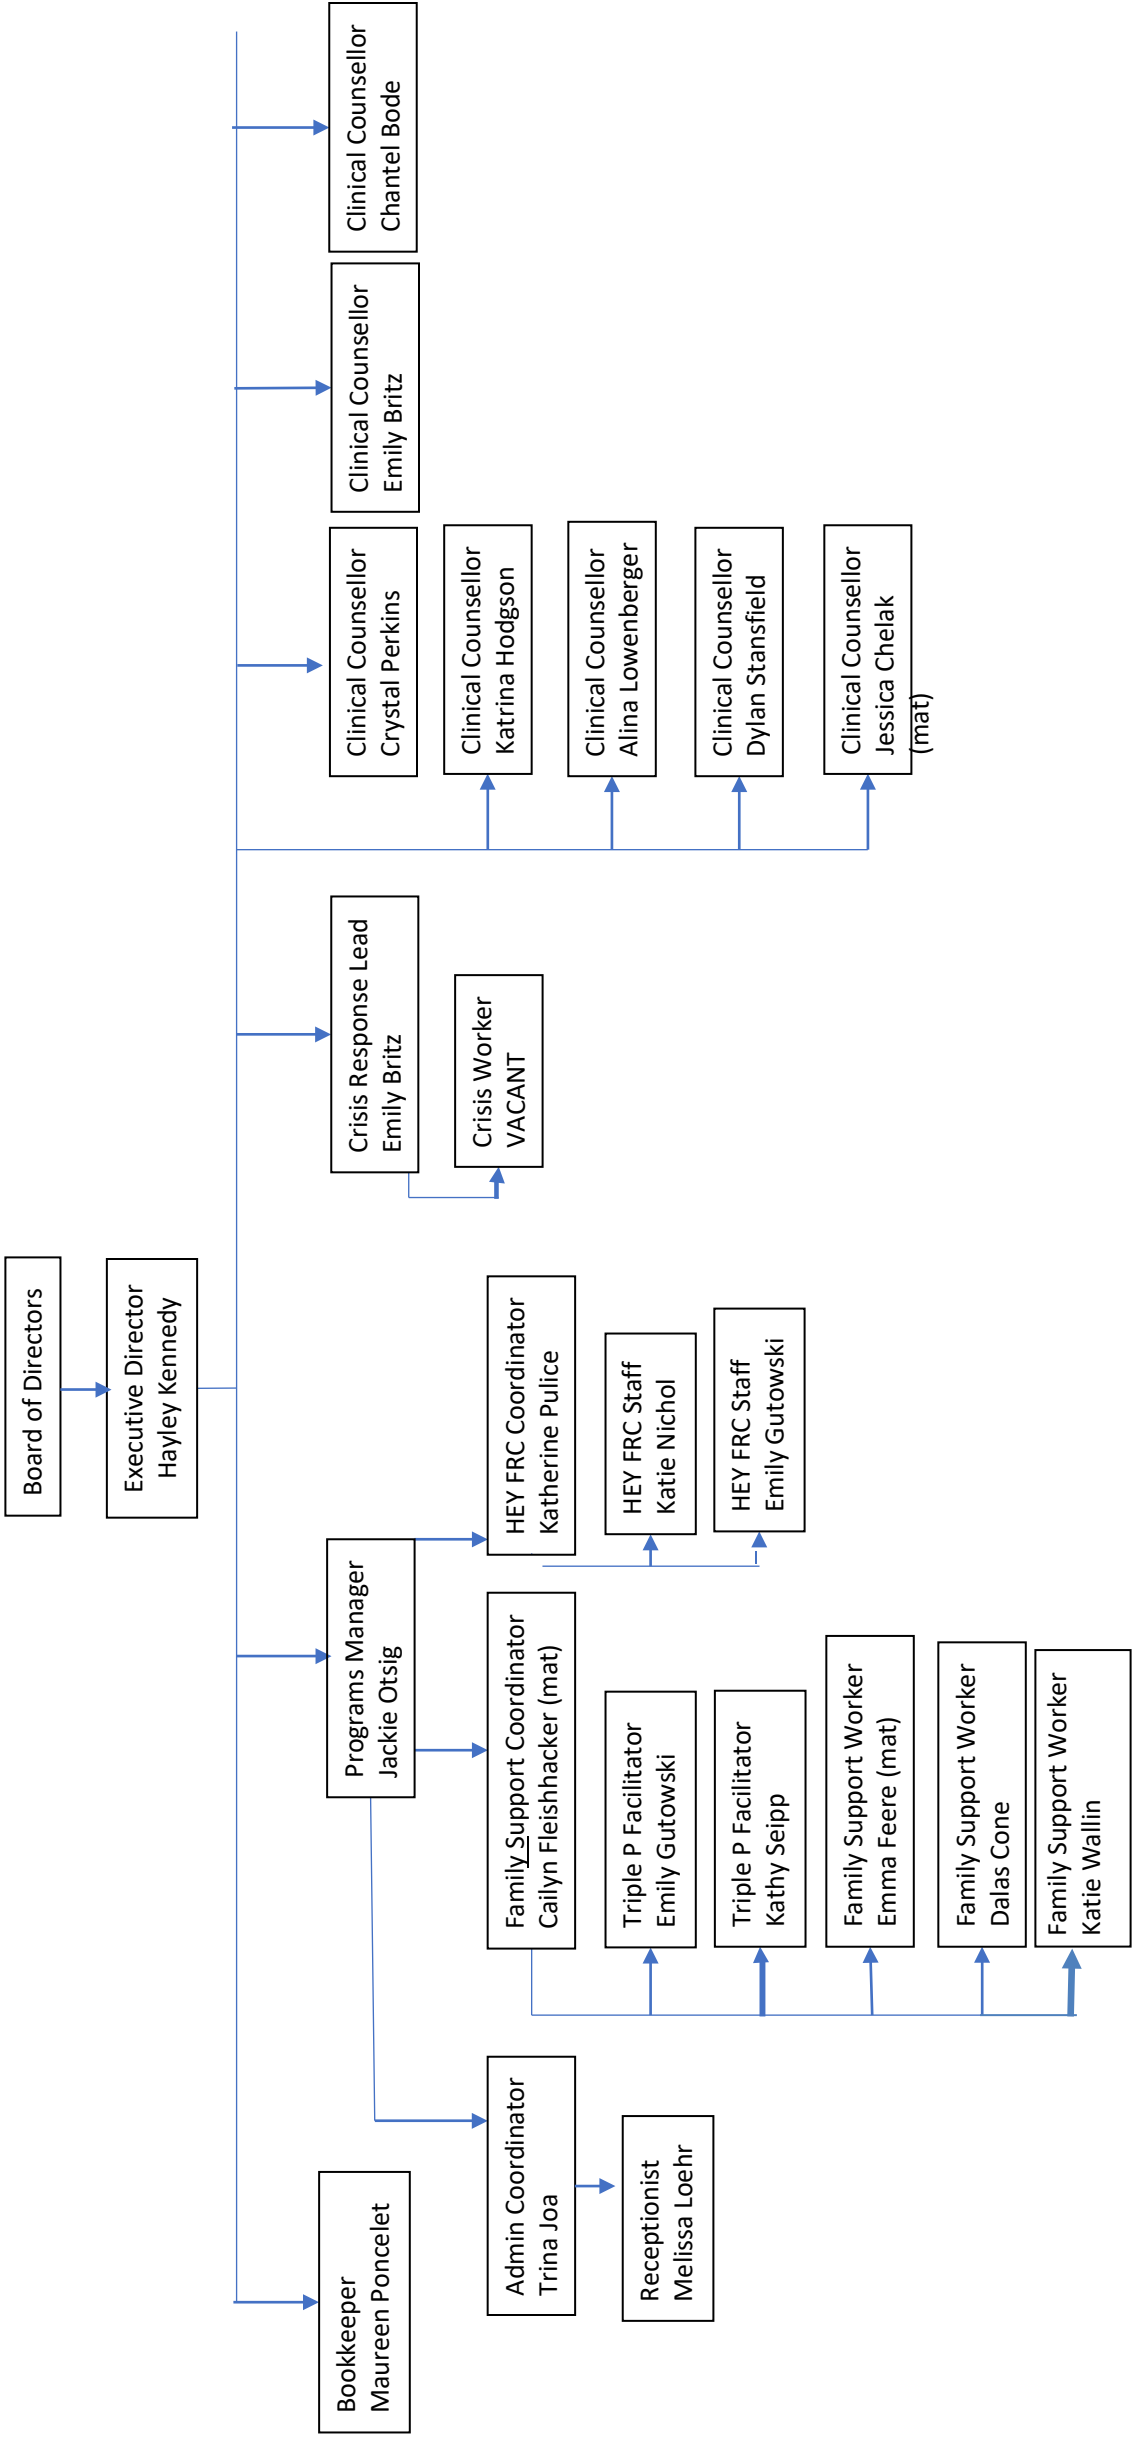 Board of Directors
Executive Director
Hayley Kennedy
Bookkeeper
Maureen Poncelet
Programs Manager
Jackie Otsig
Crisis Response Lead
Emily Britz
Clinical Counsellor
Crystal Perkins
Clinical Counsellor
Emily Britz
Clinical Counsellor
Chantel Bode
Admin Coordinator
Trina Joa
Receptionist
Melissa Loehr
Family Support Coordinator
Cailyn Fleishhacker (mat)
Triple P Facilitator
Emily Gutowski
Triple P Facilitator
Kathy Seipp
Family Support Worker
Emma Feere (mat)
Family Support Worker
Dalas Cone
Family Support Worker
Katie Wallin
HEY FRC Coordinator
Katherine Pulice
HEY FRC Staff
Katie Nichol
HEY FRC Staff
Emily Gutowski
Crisis Worker
VACANT
Clinical Counsellor
Katrina Hodgson
Clinical Counsellor
Alina Lowenberger
Clinical Counsellor
Dylan Stansfield
Clinical Counsellor
Jessica Chelak
(mat)